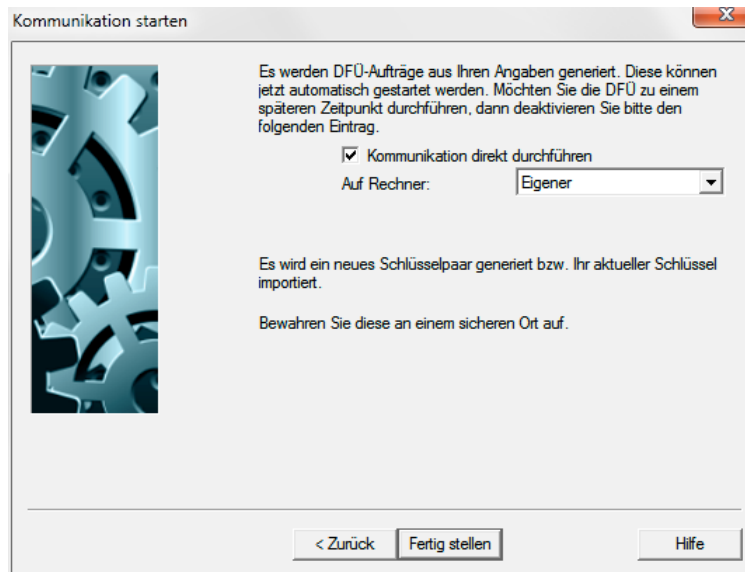 Kommunikation starten
Es werden DFÜ-Aufträge aus Ihren Angaben generiert. Diese können
jetzt automatisch gestartet werden. Möchten Sie die DFÜ zu einem
späteren Zeitpunkt durchführen, dann deaktivieren Sie bitte den
folgenden Eintrag.
Kommunikation direkt durchführen
Auf Rechner: Eigener
Es wird ein neues Schlüsselpaar generiert bzw. Ihr aktueller Schlüssel
importiert.
Bewahren Sie diese an einem sicheren Ort auf.
< Zurück Fertig stellen Hilfe